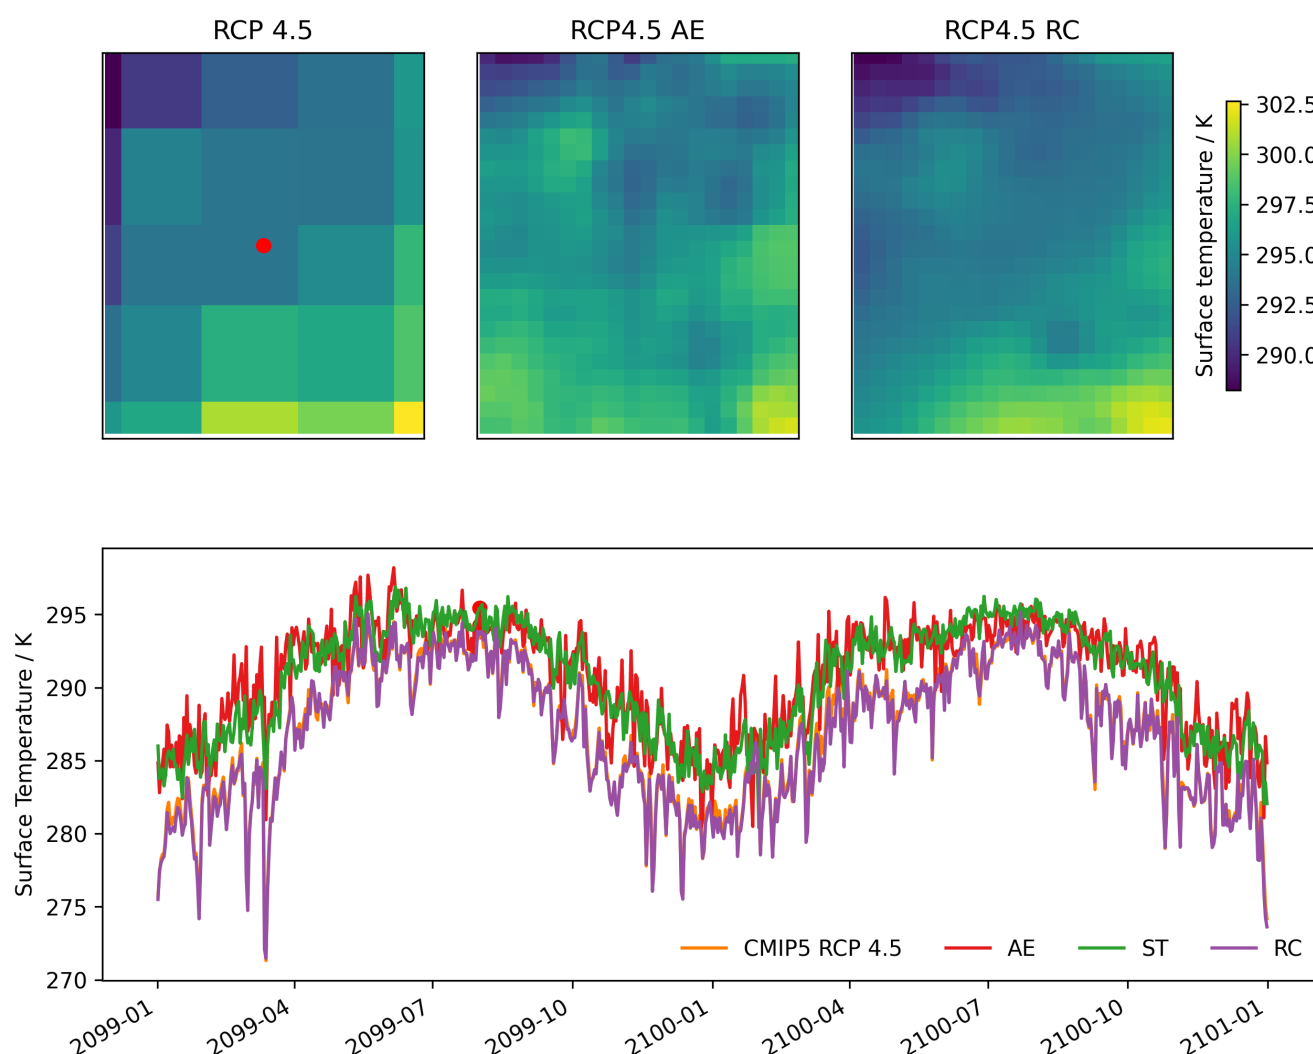 RCP 4.5 RCP4.5 AE RCP4.5 RC
302.5
300.0
297.5
295.0
292.5
290.0
Surface temperature / K
Surface Temperature / K
295
290
285
280
275
270
CMIP5 RCP 4.5 AE ST RC
2099-01 2099-04 2099-07 2099-10 2100-01 2100-04 2100-07 2100-10 2101-01